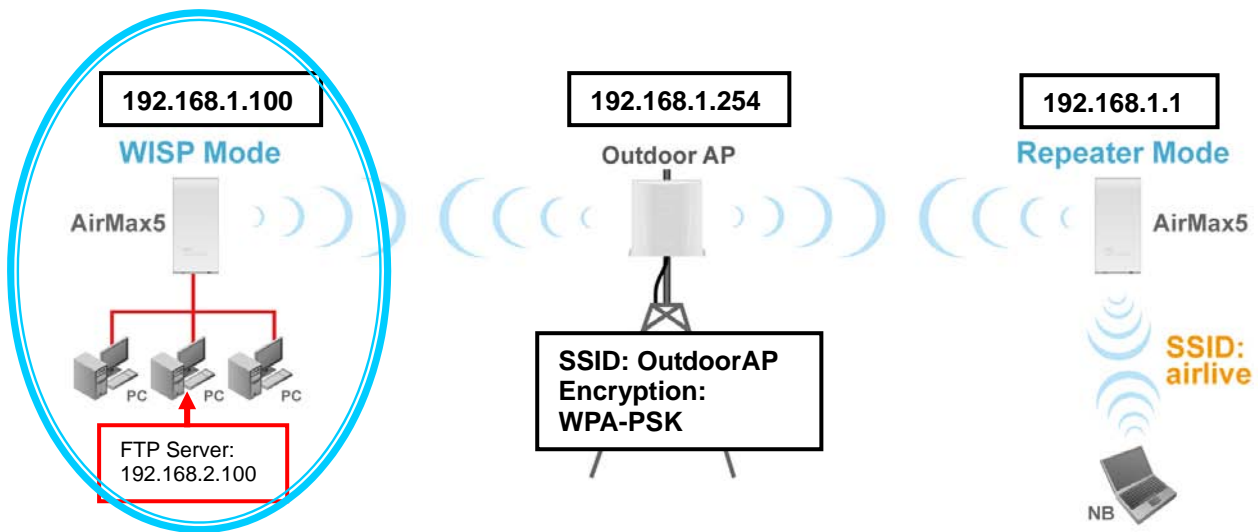 192.168.1.100
192.168.1.254
192.168.1.1
WISP Mode
Outdoor AP
Repeater Mode
AirMax5
AirMax5
PC
PC
PC
SSID: OutdoorAP
Encryption:
WPA-PSK
SSID:
airlive
FTP Server:
192.168.2.100
NB